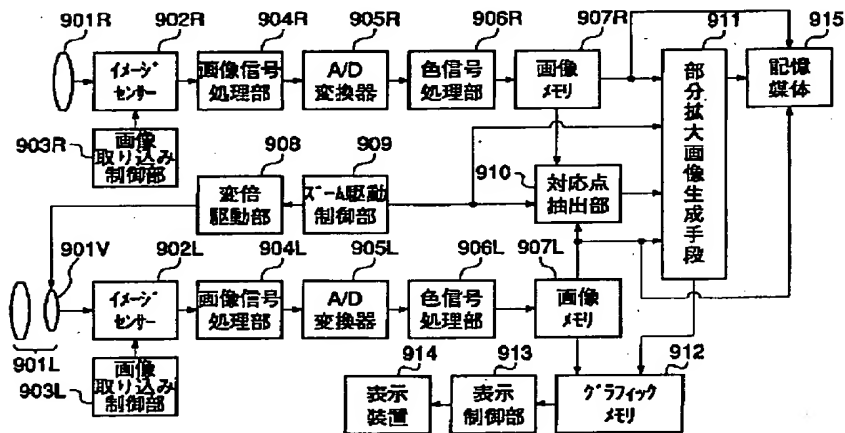 901R
902R
904R
905R
906R
907R
911
915
イメージ
センサー
画像信号
処理部
A/D
変換器
色信号
処理部
画像
メモリ
部分拡大画像生成手段
記憶
媒体
903R
画像
取り込み
制御部
908
909
910
変倍
駆動部
ズーム駆動
制御部
対応点
抽出部
901V
902L
904L
905L
906L
907L
イメージ
センサー
画像信号
処理部
A/D
変換器
色信号
処理部
画像
メモリ
901L
903L
画像
取り込み
制御部
914
913
912
表示
装置
表示
制御部
グラフィック
メモリ